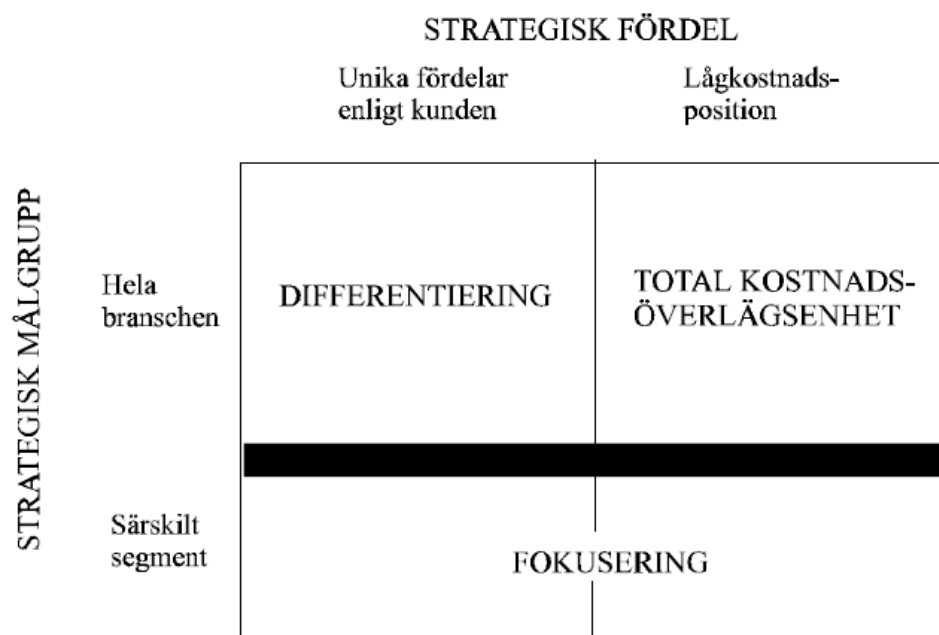 STRATEGISK FÖRDEL
Unika fördelar
enligt kunden
Lågkostnads-
position
STRATEGISK MÅLGRUPP
Hela
branschen
DIFFERENTIERING
TOTAL KOSTNADS-
ÖVERLÄGSENHET
Särskilt
segment
FOKUSERING